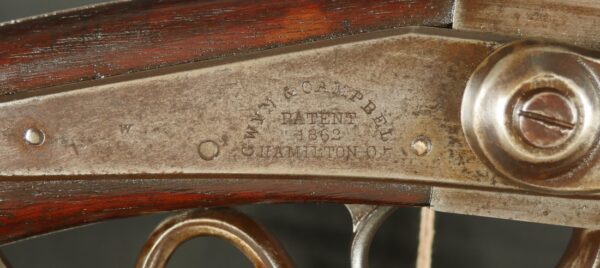 GWYN & CAMPBELL
PATENT
1862
HAMILTON O.
W